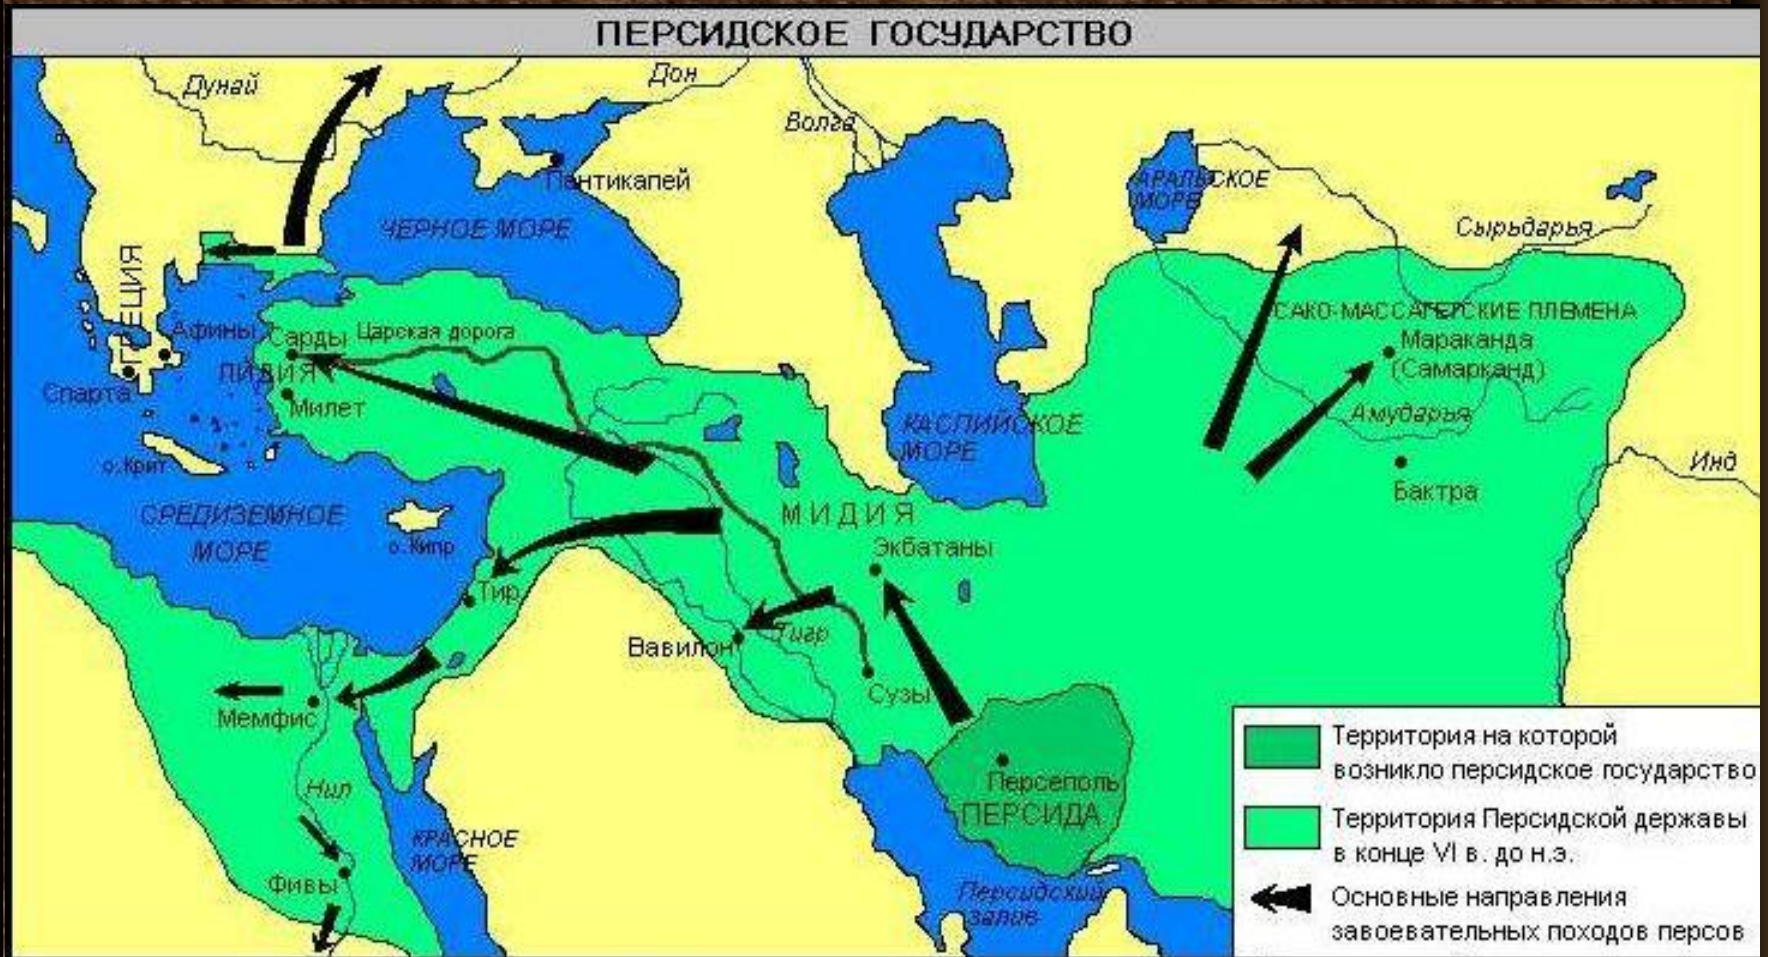 ПЕРСИДСКОЕ ГОСУДАРСТВО
Дунай
Дон
Волга
Пантикапей
АРАЛЬСКОЕ
МОРЕ
Сырьдарья
ЧЕРНОЕ МОРЕ
ГРЕЦИЯ
САКО-МАССАГЕТСКИЕ ПЛЕМЕНА
Афины
Сарды
Царская дорога
Мараканда
(Самарканд)
ЛИДИЯ
Спарта
Милет
Амударья
КАСПИЙСКОЕ
МОРЕ
о.Крит
Инд
Бактра
СРЕДИЗЕМНОЕ
МОРЕ
о.Кипр
МИДИЯ
Экбатаны
Тир
Вавилон
Тигр
Сузы
Мемфис
Нил
Персеполь
ПЕРСИДА
КРАСНОЕ
МОРЕ
Фивы
Персидский
залив
Территория на которой
возникло персидское государство
Территория Персидской державы
в конце VI в. до н.э.
Основные направления
завоевательных походов персов